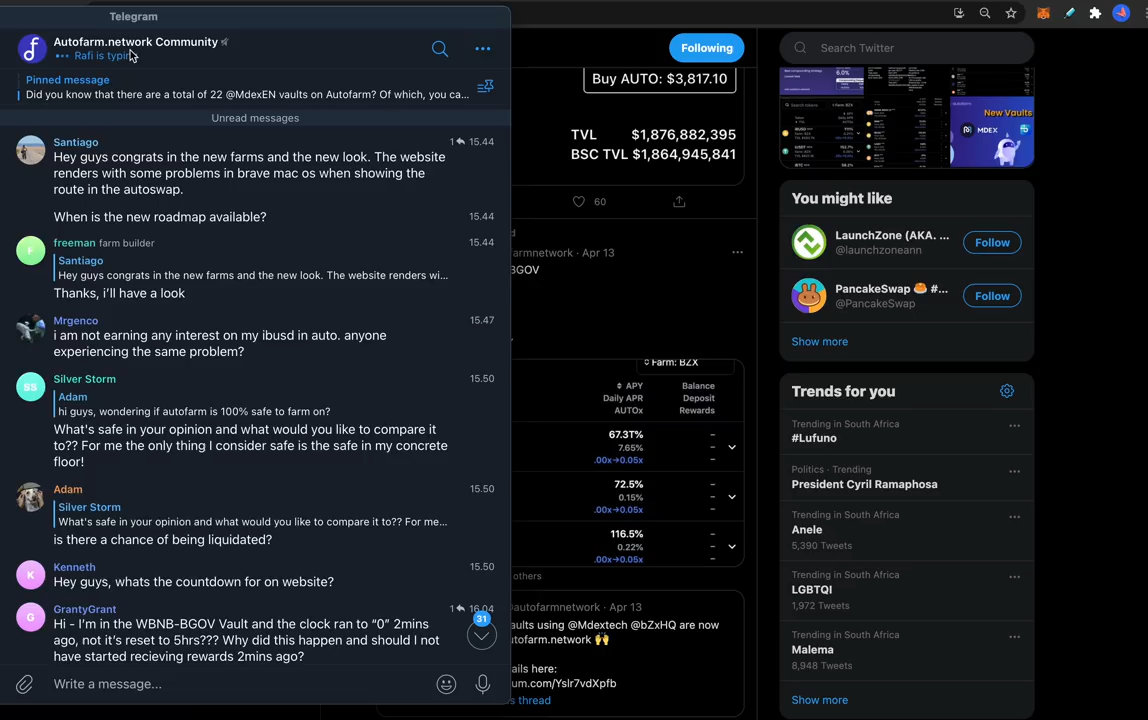 Telegram
Autofarm.network Community
Rafi is typin
Pinned message
Did you know that there are a total of 22 @MdexEN vaults on Autofarm? Of which, you ca...
Unread messages
Santiago
1 15.44
Hey guys congrats in the new farms and the new look. The website
renders with some problems in brave mac os when showing the
route in the autoswap.
When is the new roadmap available?
15.44
F
freeman farm builder
15.44
Santiago
Hey guys congrats in the new farms and the new look. The website renders wi...
Thanks, i'll have a look
Mrgenco
15.47
i am not earning any interest on my ibusd in auto. anyone
experiencing the same problem?
SS
Silver Storm
15.50
Adam
hi guys, wondering if autofarm is 100% safe to farm on?
What's safe in your opinion and what would you like to compare it
to?? For me the only thing I consider safe is the safe in my concrete
floor!
Adam
15.50
Silver Storm
What's safe in your opinion and what would you like to compare it to?? For me...
is there a chance of being liquidated?
K
Kenneth
15.50
Hey guys, whats the countdown for on website?
G
GrantyGrant
1 16.04
Hi - I'm in the WBNB-BGOV Vault and the clock ran to “0” 2mins
ago, not it's reset to 5hrs??? Why did this happen and should I not
have started recieving rewards 2mins ago?
31
Write a message...
Following
Buy AUTO: $3,817.10
TVL $1,876,882,395
BSC TVL $1,864,945,841
60
armnetwork · Apr 13
BGOV
Farm: BZX
APY
Daily APR
AUTOx
Balance
Deposit
Rewards
67.3T%
7.65%
.00x→0.05x
72.5%
0.15%
.00x→0.05x
116.5%
0.22%
.00x→0.05x
others
autofarmnetwork · Apr 13
aults using @Mdextech @bZxHQ are now
utofarm.network
ails here:
um.com/Yslr7vdXpfb
s thread
Search Twitter
New Vaults
MDEX
You might like
LaunchZone (AKA. ...
@launchzoneann
Follow
PancakeSwap #...
@PancakeSwap
Follow
Show more
Trends for you
Trending in South Africa
#Lufuno
Politics · Trending
President Cyril Ramaphosa
Trending in South Africa
Anele
5,390 Tweets
Trending in South Africa
LGBTQI
1,972 Tweets
Trending in South Africa
Malema
8,948 Tweets
Show more